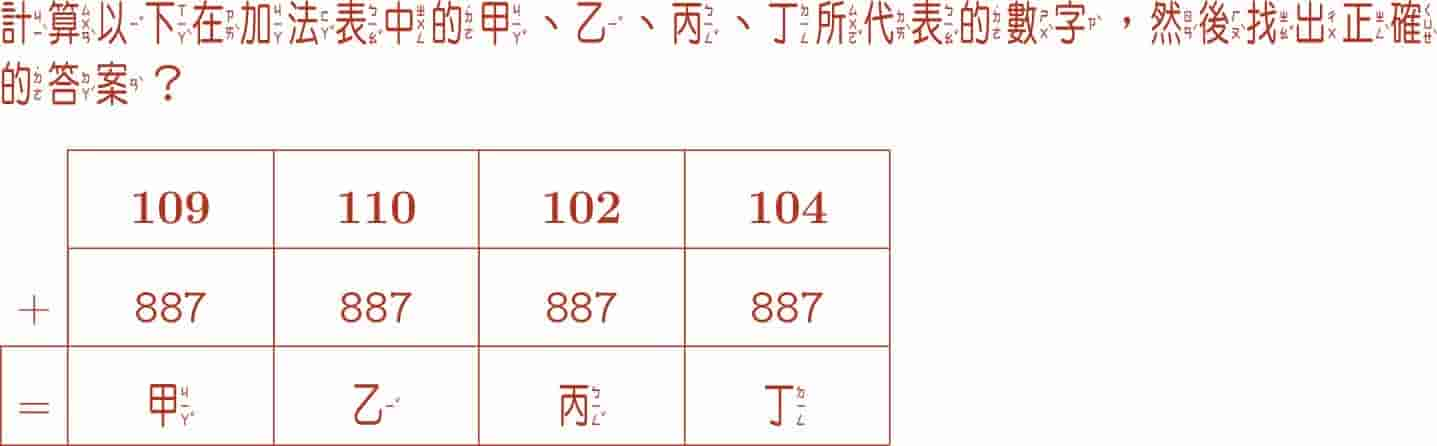 計算以下在加法表中的甲、乙、丙、丁所代表的數字,然後找出正確
的答案?
109 110 102 104
+ 887 887 887 887
= 甲 乙 丙 丁